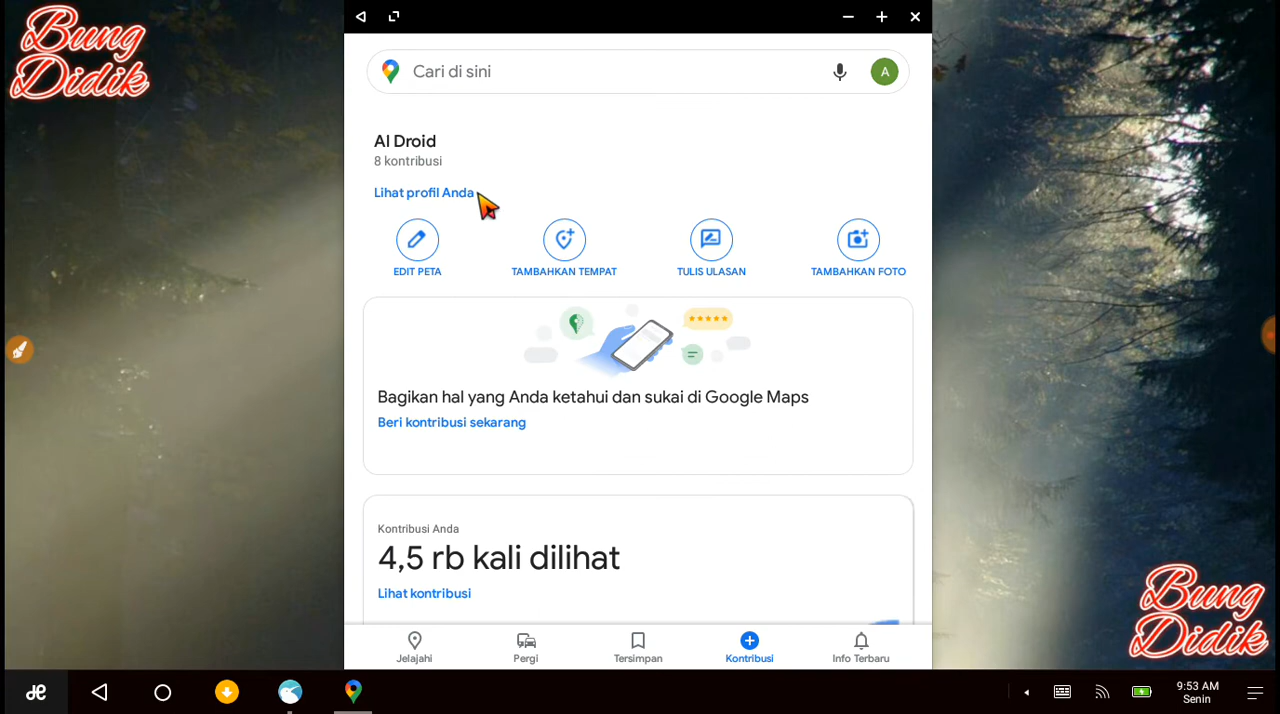 Bung
Didik
Cari di sini
A
Al Droid
8 kontribusi
Lihat profil Anda
EDIT PETA
TAMBAHKAN TEMPAT
TULIS ULASAN
TAMBAHKAN FOTO
Bagikan hal yang Anda ketahui dan sukai di Google Maps
Beri kontribusi sekarang
Kontribusi Anda
4,5 rb kali dilihat
Lihat kontribusi
Jelajahi
Pergi
Tersimpan
Kontribusi
Info Terbaru
Bung
Didik
9:53 AM
Senin